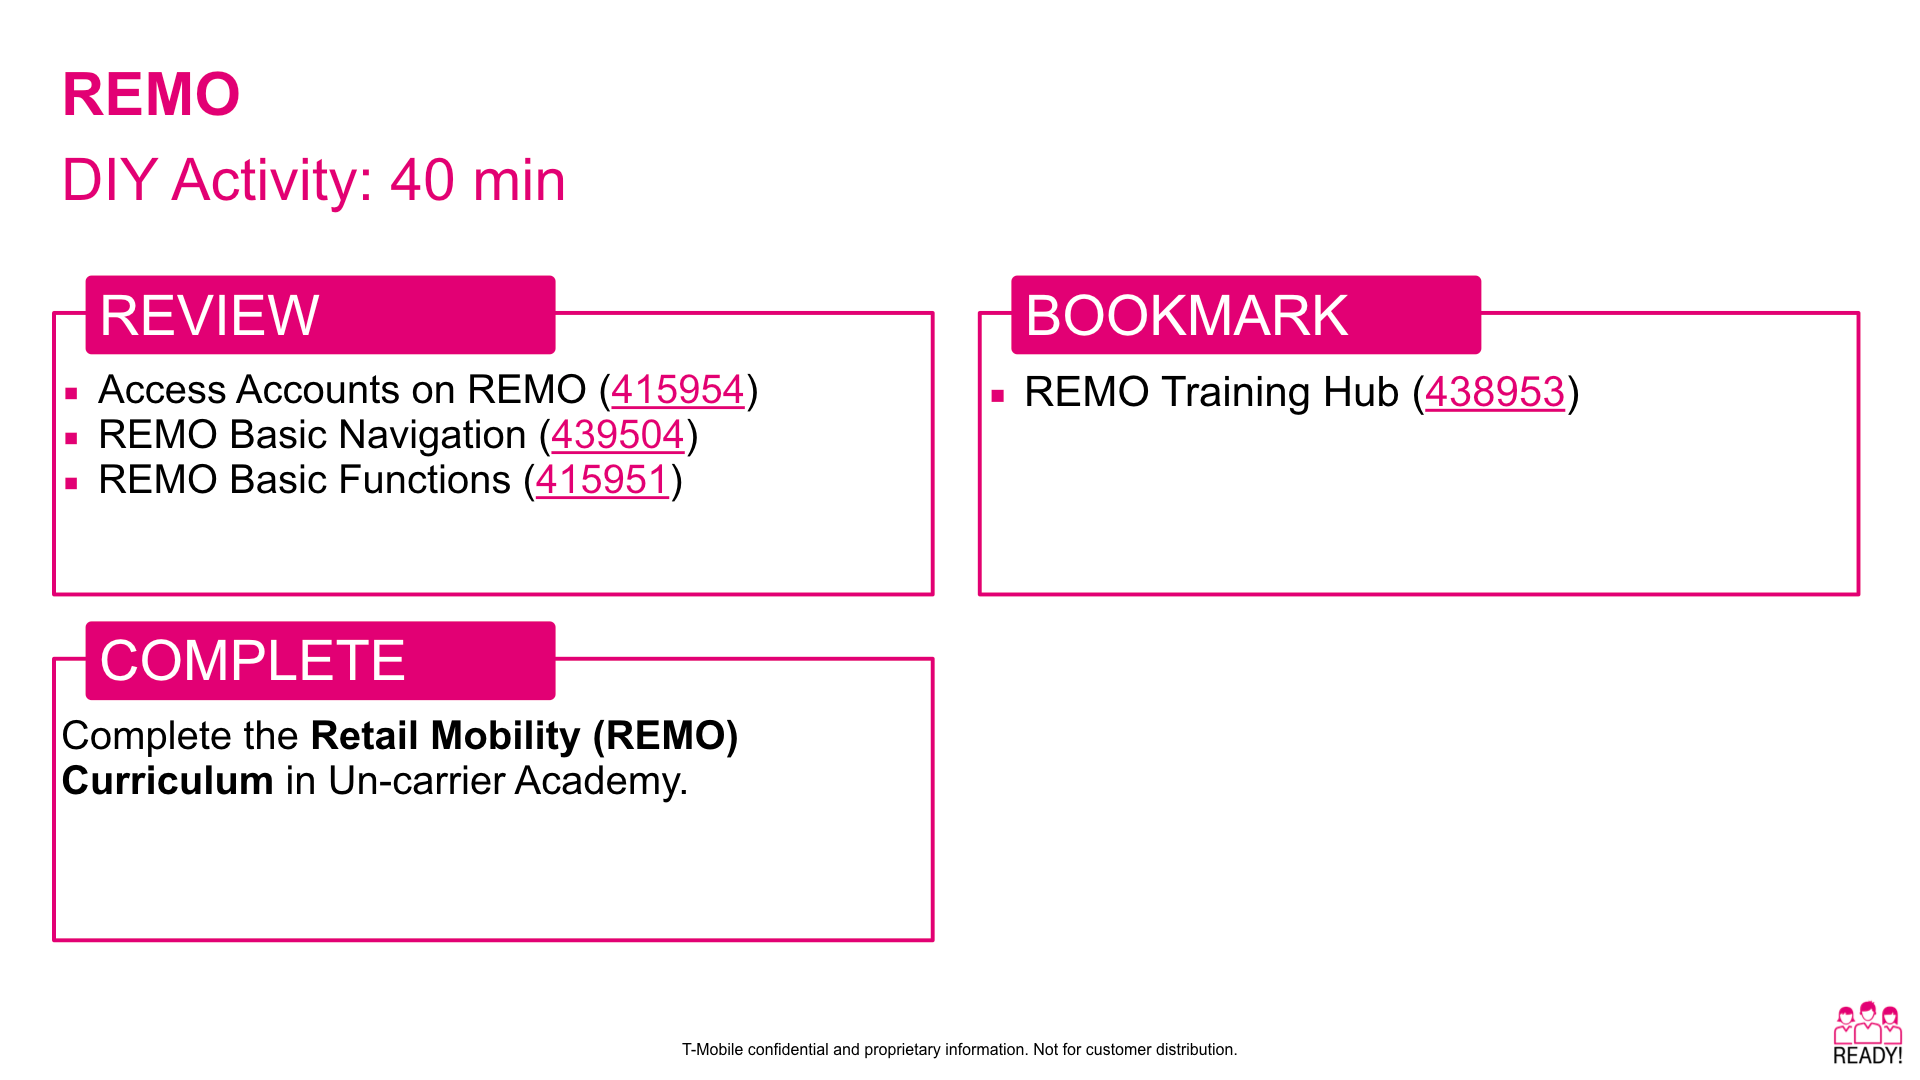 REMO
DIY Activity: 40 min
REVIEW
▪ Access Accounts on REMO (415954)
▪ REMO Basic Navigation (439504)
▪ REMO Basic Functions (415951)
BOOKMARK
▪ REMO Training Hub (438953)
COMPLETE
Complete the Retail Mobility (REMO)
Curriculum in Un-carrier Academy.
T-Mobile confidential and proprietary information. Not for customer distribution.
READY!